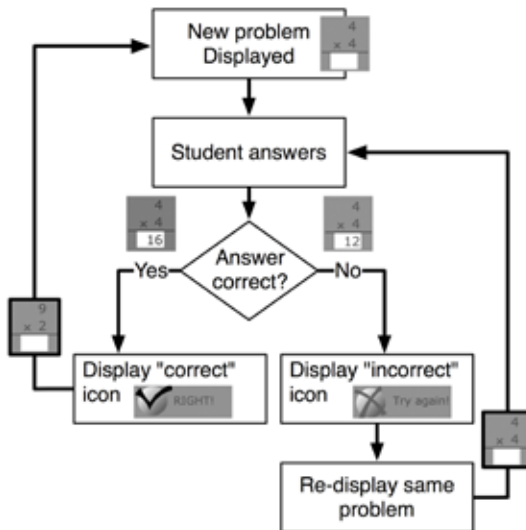 New problem
Displayed
4
x 4
Student answers
4
x 4
16
4
x 4
12
Answer
correct?
Yes
No
9
x 2
Display "correct"
icon
RIGHT!
Display "incorrect"
icon
Try again!
4
x 4
Re-display same
problem